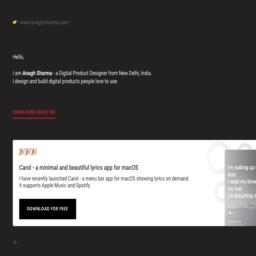 www.anaghsharma.com
Hello,
I am Anagh Sharma - a Digital Product Designer from New Delhi, India.
I design and build digital products people love to use.
KNOW MORE ABOUT ME
Carol - a minimal and beautiful lyrics app for macOS
I have recently launched Carol - a menu bar app for macOS showing lyrics on demand.
It supports Apple Music and Spotify.
DOWNLOAD FOR FREE
I'm waking up
dust
I wipe my brow
my rust
I'm breathing in